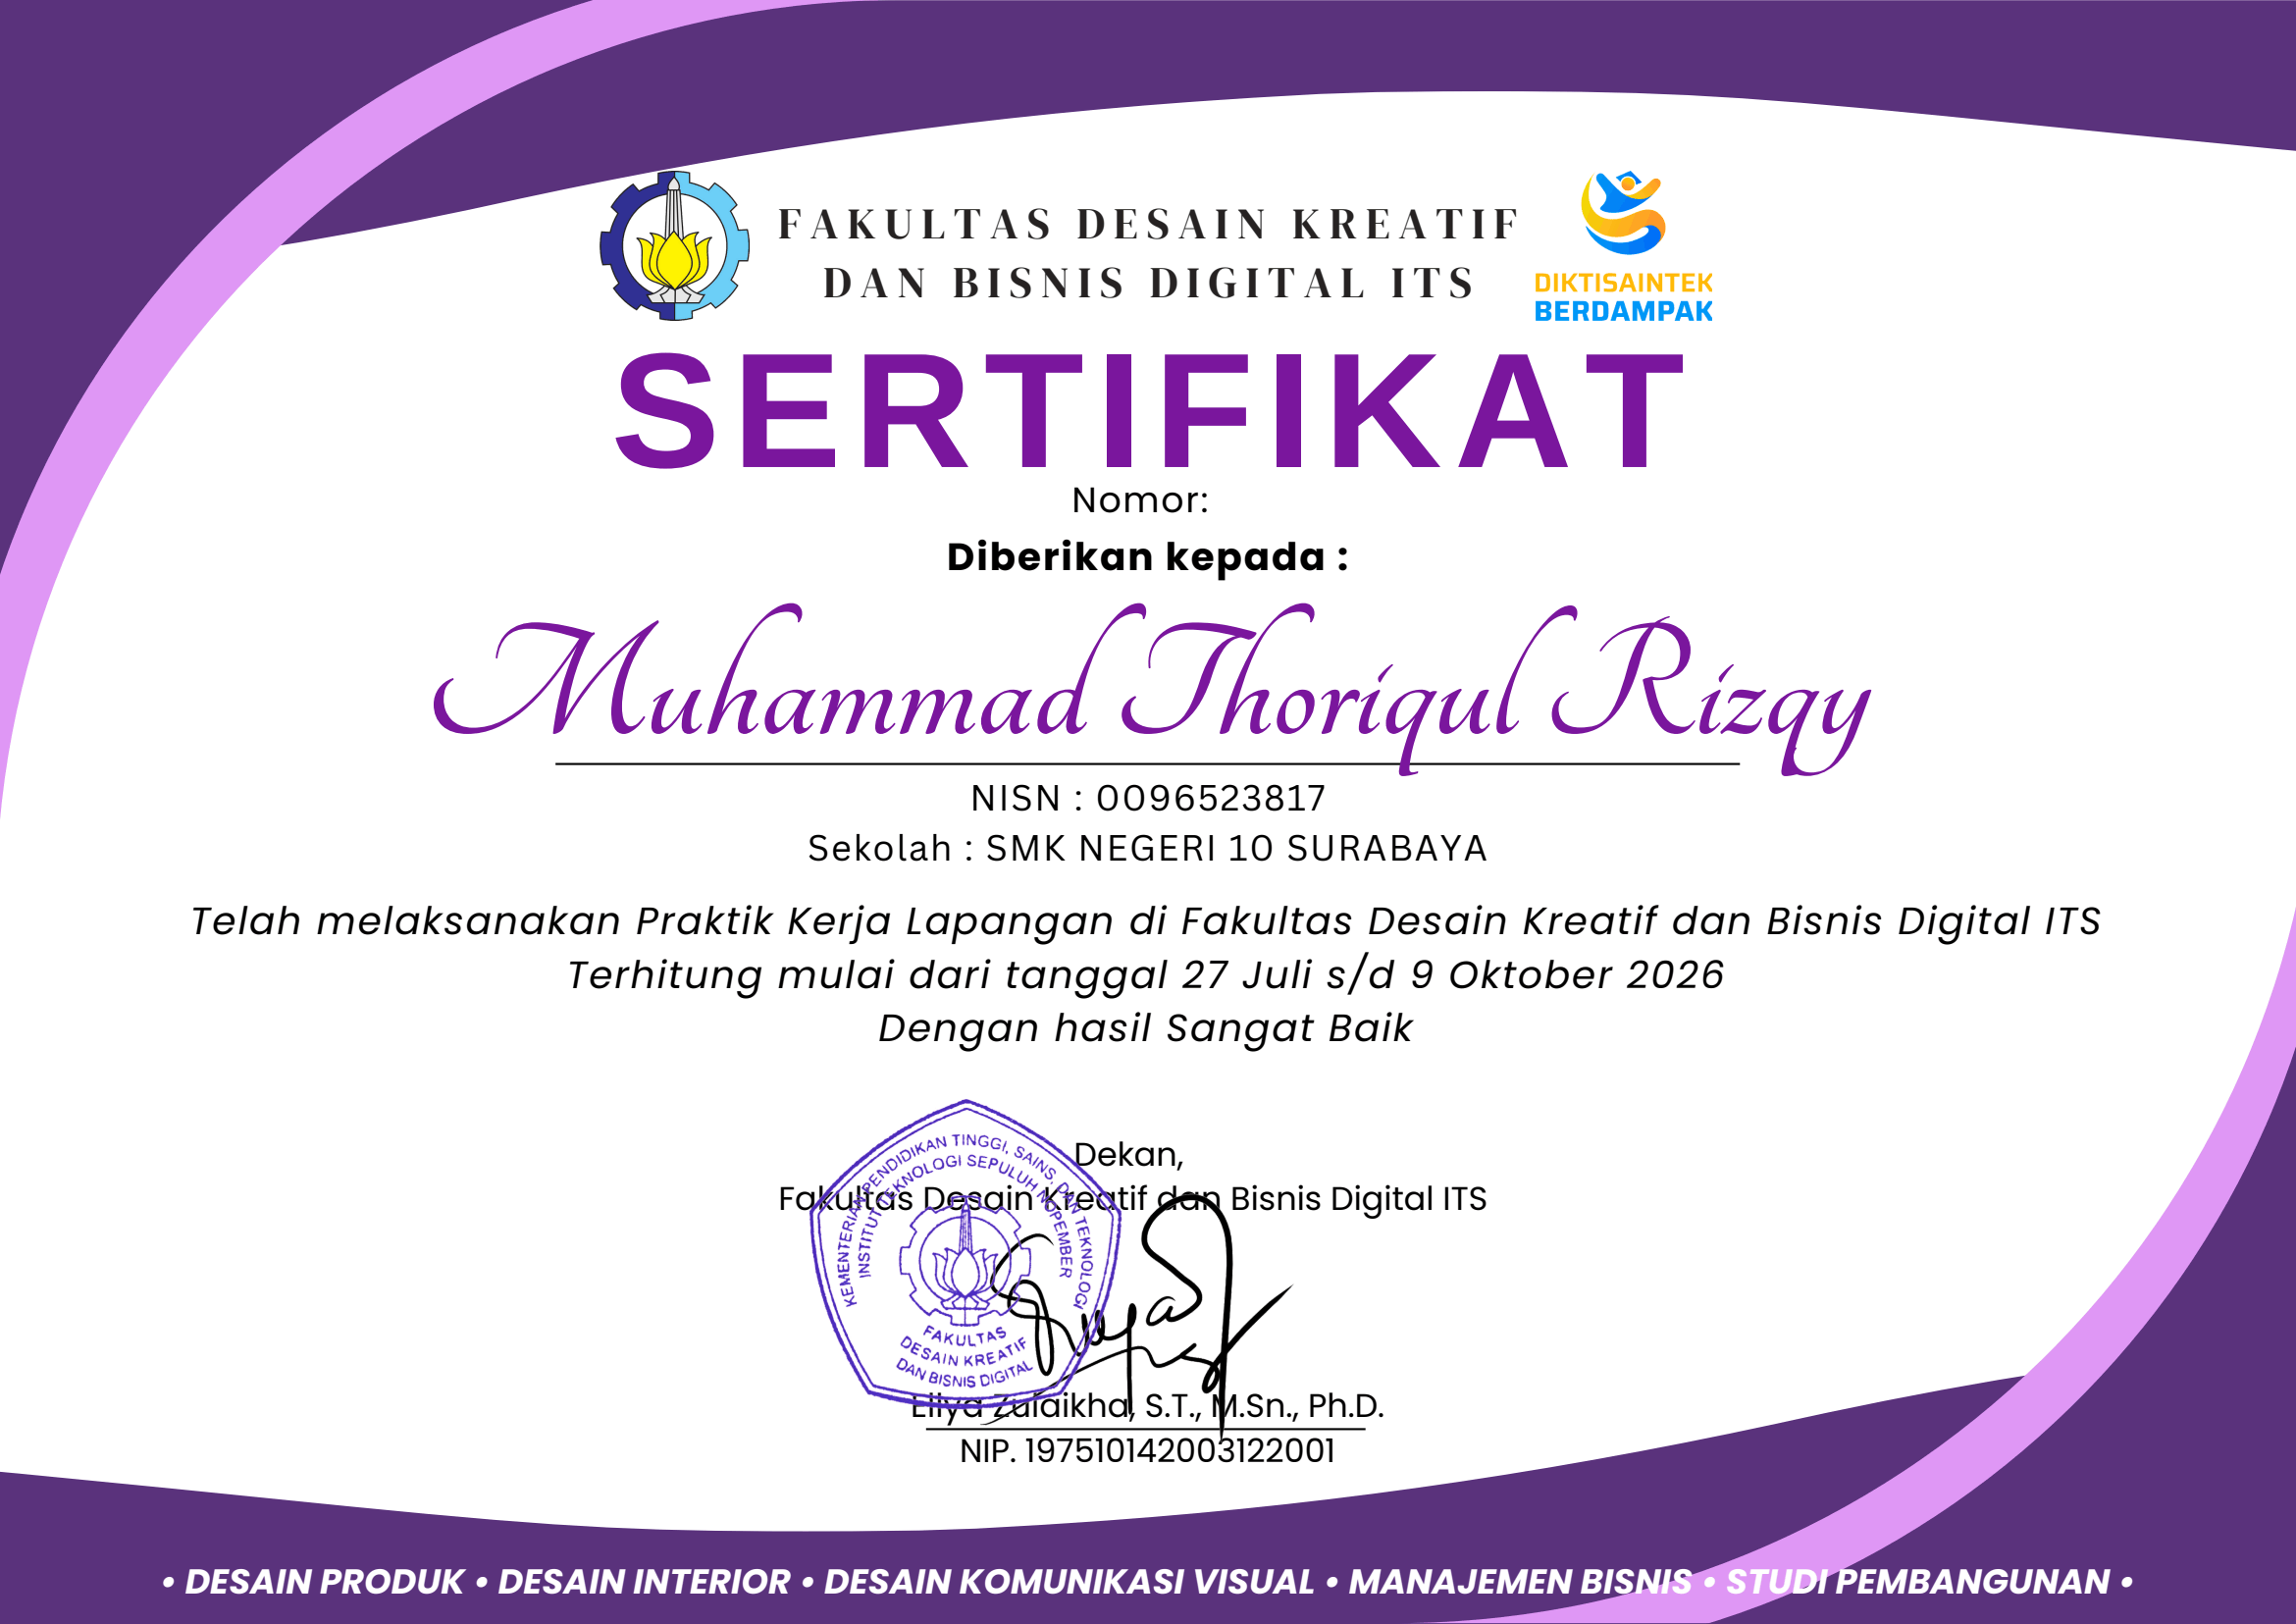 FAKULTAS DESAIN KREATIF
DAN BISNIS DIGITAL ITS
DIKTISAINTEK
BERDAMPAK
SERTIFIKAT
Nomor:
Diberikan kepada :
Muhammad Thoriqul Rizqy
NISN : 0096523817
Sekolah : SMK NEGERI 10 SURABAYA
Telah melaksanakan Praktik Kerja Lapangan di Fakultas Desain Kreatif dan Bisnis Digital ITS
Terhitung mulai dari tanggal 27 Juli s/d 9 Oktober 2026
Dengan hasil Sangat Baik
Dekan,
Fakultas Desain Kreatif dan Bisnis Digital ITS
KEMENTERIAN PENDIDIKAN TINGGI, SAINS, DAN TEKNOLOGI
INSTITUT TEKNOLOGI SEPULUH NOPEMBER
FAKULTAS
DESAIN KREATIF
DAN BISNIS DIGITAL
Ellya Zulaikha, S.T., M.Sn., Ph.D.
NIP. 197510142003122001
• DESAIN PRODUK • DESAIN INTERIOR • DESAIN KOMUNIKASI VISUAL • MANAJEMEN BISNIS • STUDI PEMBANGUNAN •